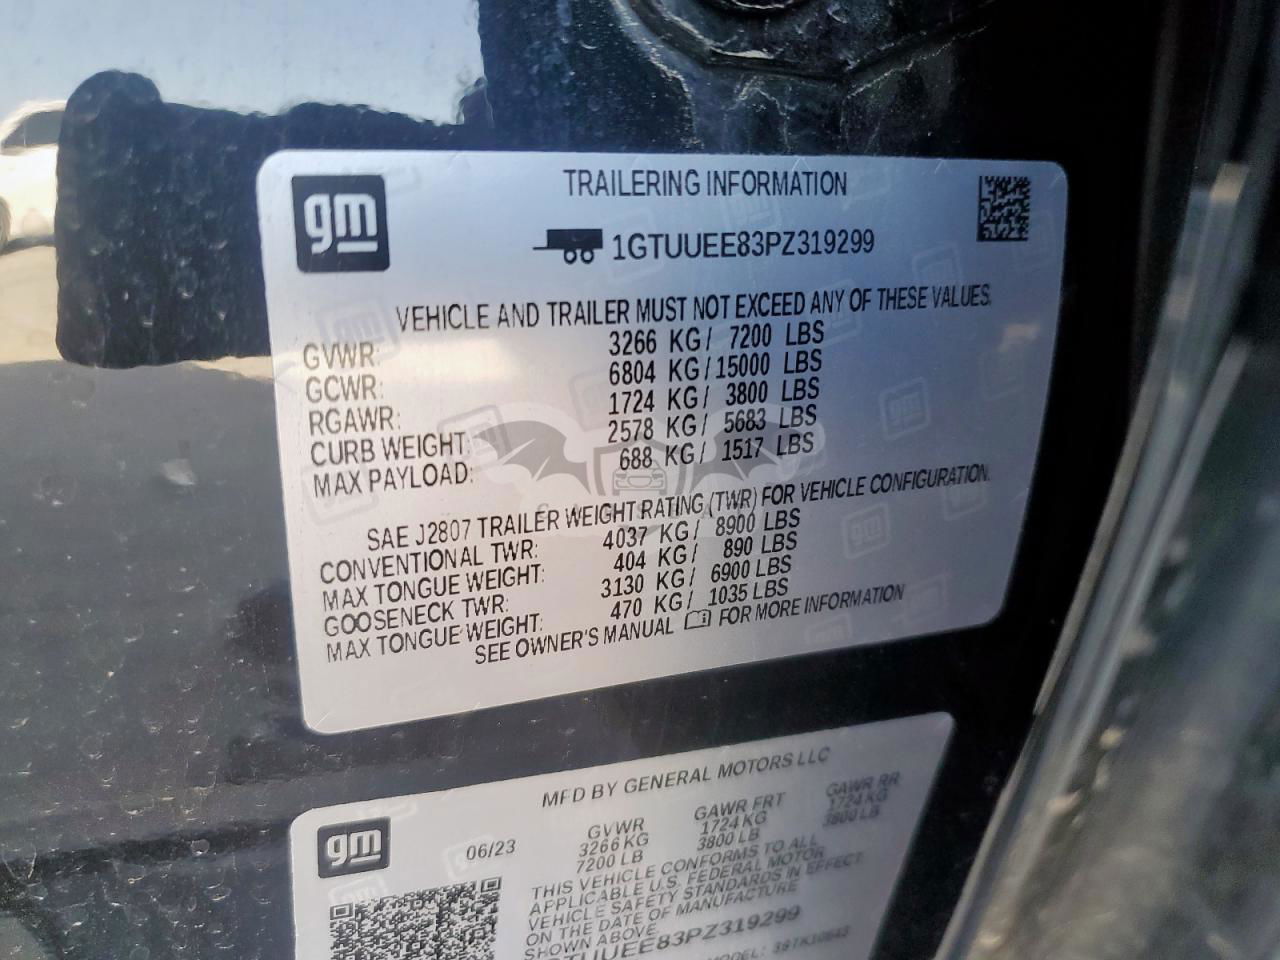 gm
TRAILERING INFORMATION
1GTUUEE83PZ319299
VEHICLE AND TRAILER MUST NOT EXCEED ANY OF THESE VALUES.
GVWR: 3266 KG/ 7200 LBS
GCWR: 6804 KG/15000 LBS
RGAWR: 1724 KG/ 3800 LBS
CURB WEIGHT: 2578 KG/ 5683 LBS
MAX PAYLOAD: 688 KG/ 1517 LBS
SAE J2807 TRAILER WEIGHT RATING (TWR) FOR VEHICLE CONFIGURATION.
CONVENTIONAL TWR: 4037 KG/ 8900 LBS
MAX TONGUE WEIGHT: 404 KG/ 890 LBS
GOOSENECK TWR: 3130 KG/ 6900 LBS
MAX TONGUE WEIGHT: 470 KG/ 1035 LBS
SEE OWNER'S MANUAL FOR MORE INFORMATION
MFD BY GENERAL MOTORS LLC
gm
06/23
GVWR GAWR FRT GAWR RR
3266 KG 1724 KG 1724 KG
7200 LB 3800 LB 3800 LB
THIS VEHICLE CONFORMS TO ALL
APPLICABLE U.S. FEDERAL MOTOR
VEHICLE SAFETY STANDARDS IN EFFECT
ON THE DATE OF MANUFACTURE
SHOWN ABOVE.
1GTUUEE83PZ319299
MODEL: